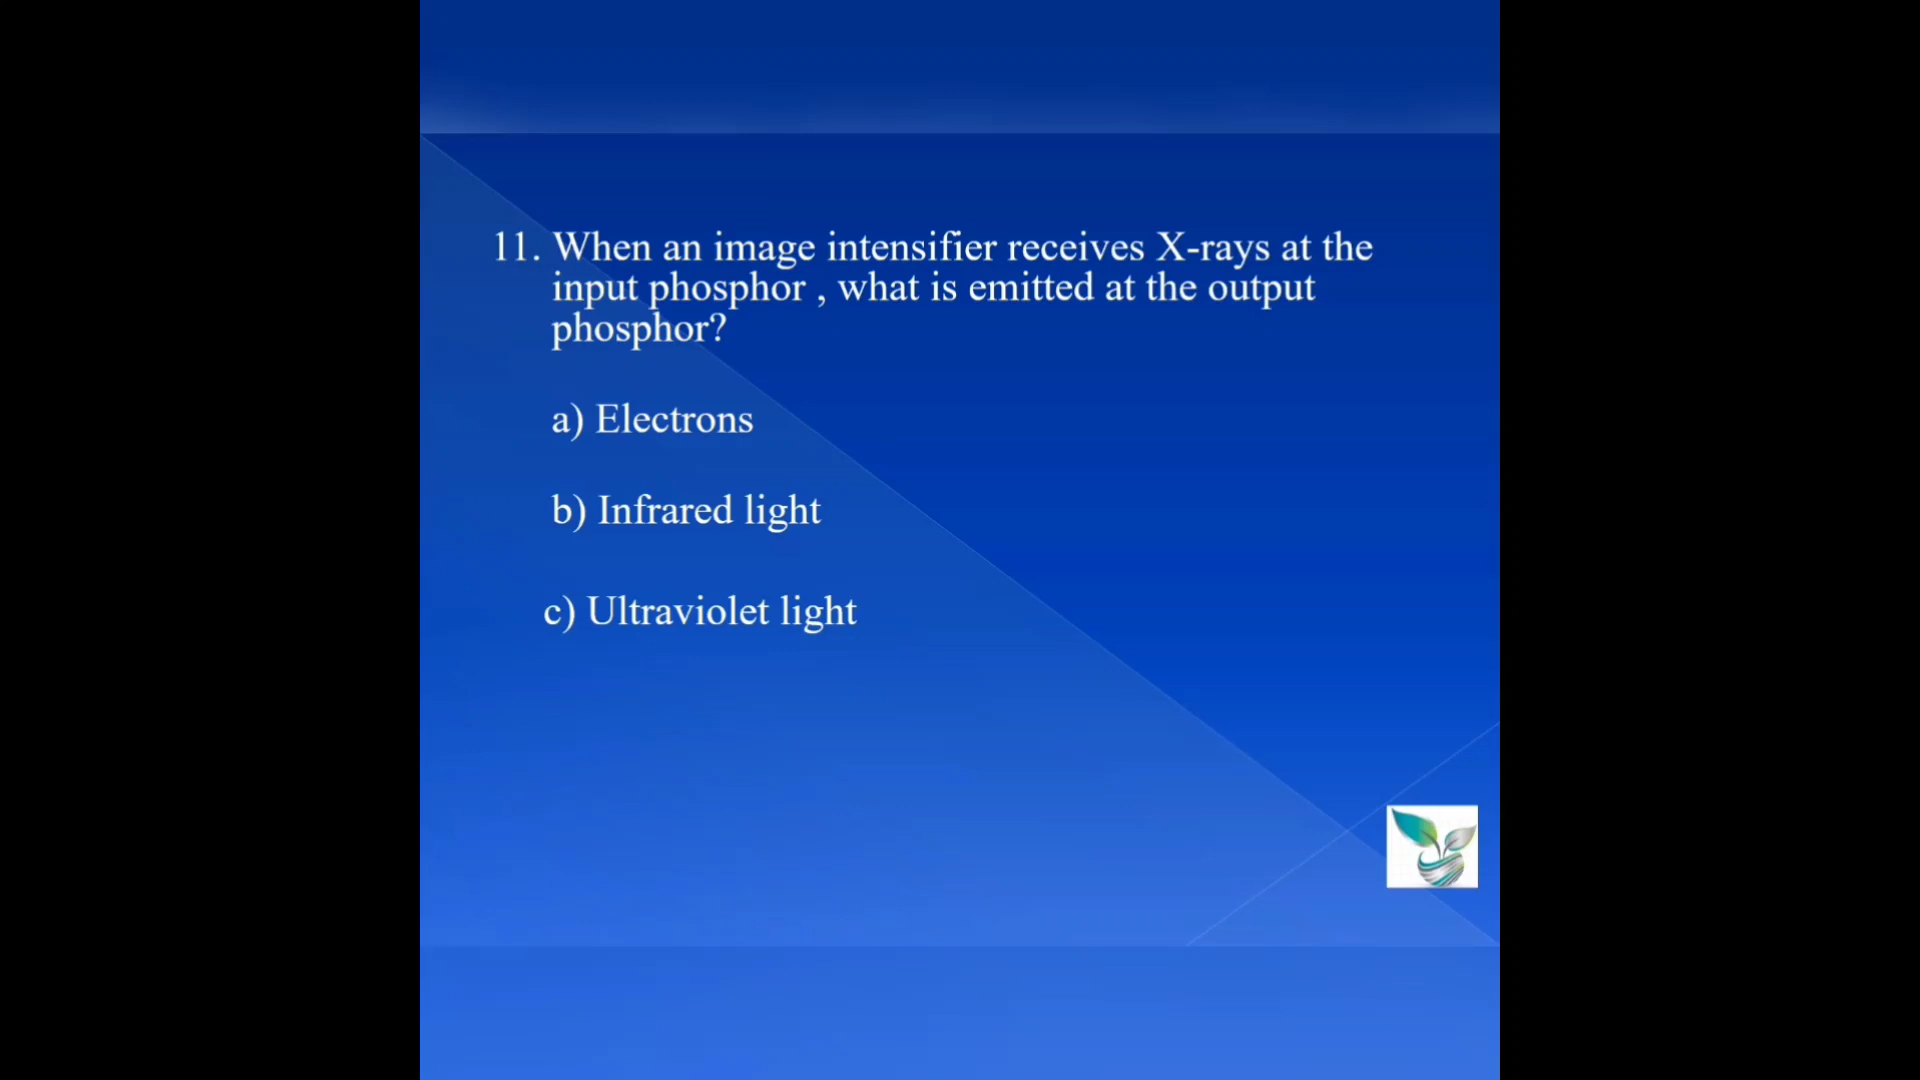 11. When an image intensifier receives X-rays at the
input phosphor , what is emitted at the output
phosphor?
a) Electrons
b) Infrared light
c) Ultraviolet light